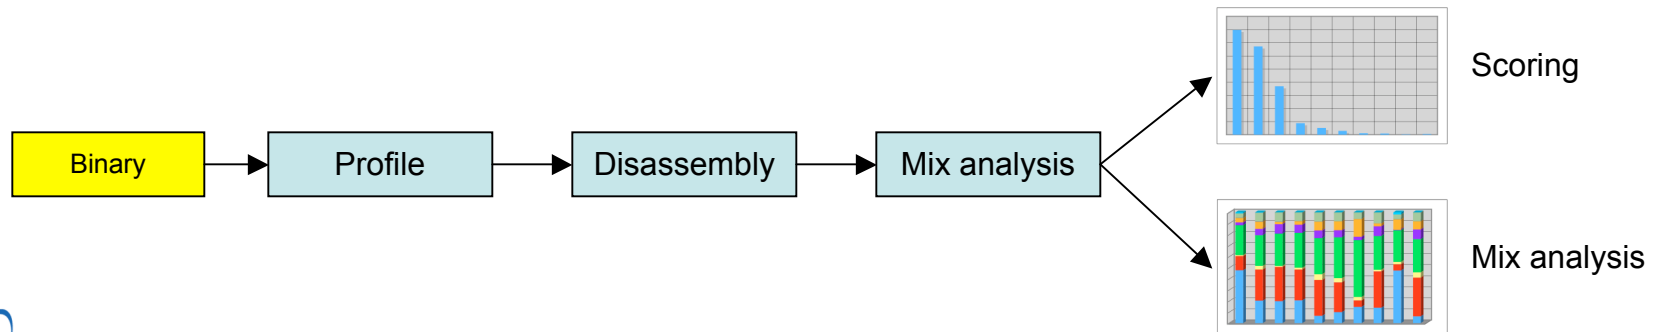 Binary
Profile
Disassembly
Mix analysis
Scoring
Mix analysis